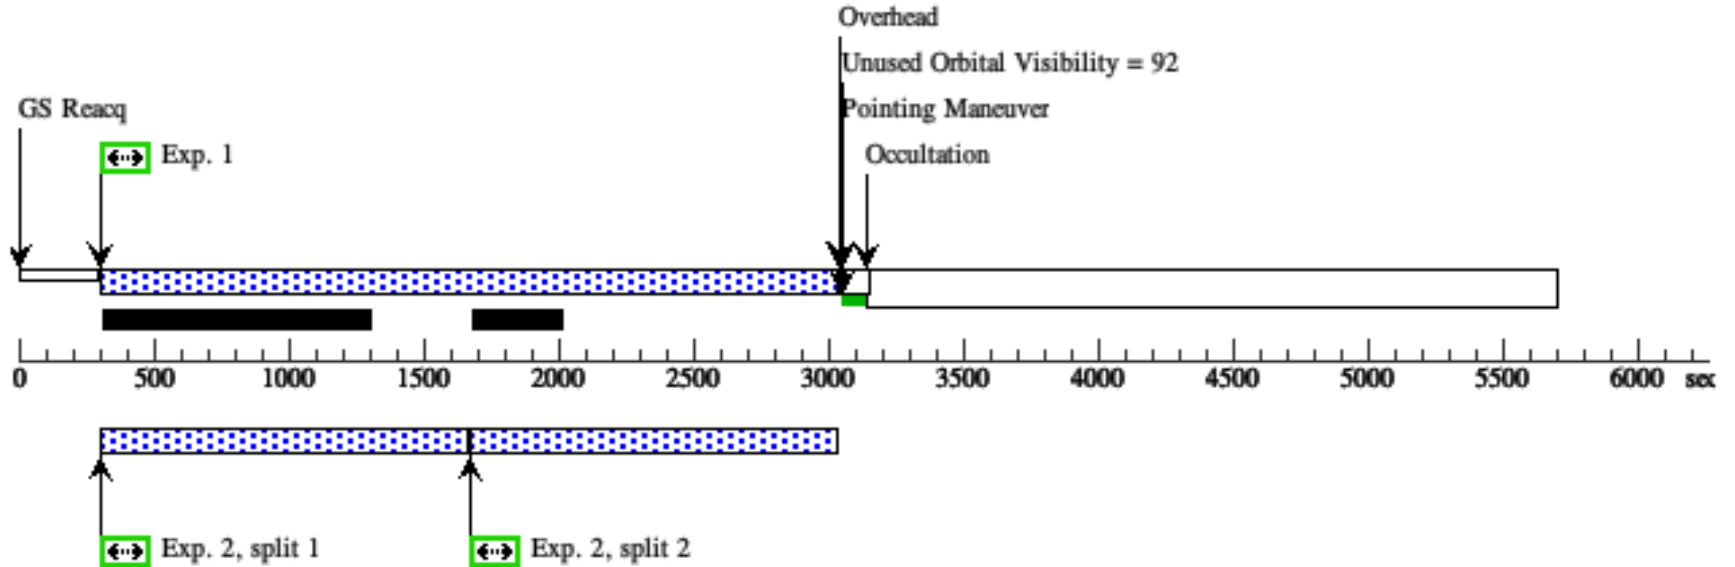 Overhead
Unused Orbital Visibility = 92
GS Reacq
Pointing Maneuver
Exp. 1
Occultation
0 500 1000 1500 2000 2500 3000 3500 4000 4500 5000 5500 6000 sec
Exp. 2, split 1
Exp. 2, split 2